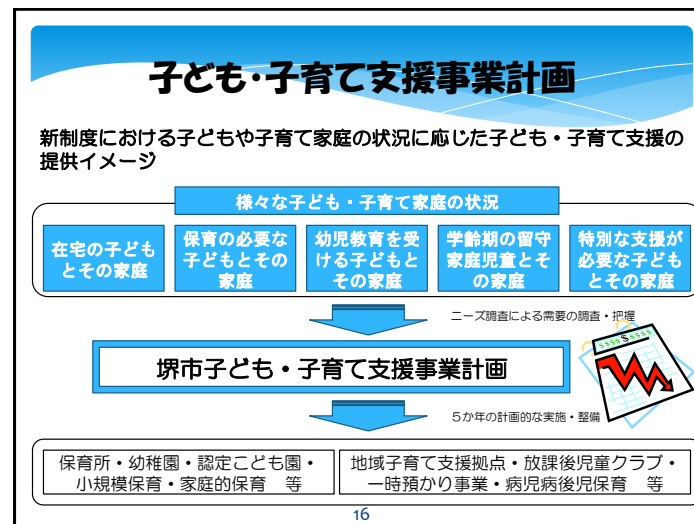 子ども・子育て支援事業計画
新制度における子どもや子育て家庭の状況に応じた子ども・子育て支援の
提供イメージ
様々な子ども・子育て家庭の状況
在宅の子ども
とその家庭
保育の必要な
子どもとその
家庭
幼児教育を受
ける子どもと
その家庭
学齢期の留守
家庭児童とそ
の家庭
特別な支援が
必要な子ども
とその家庭
ニーズ調査による需要の調査・把握
堺市子ども・子育て支援事業計画
$$$$ $ $$$$
5か年の計画的な実施・整備
保育所・幼稚園・認定こども園・
小規模保育・家庭的保育 等
地域子育て支援拠点・放課後児童クラブ・
一時預かり事業・病児病後児保育 等
16